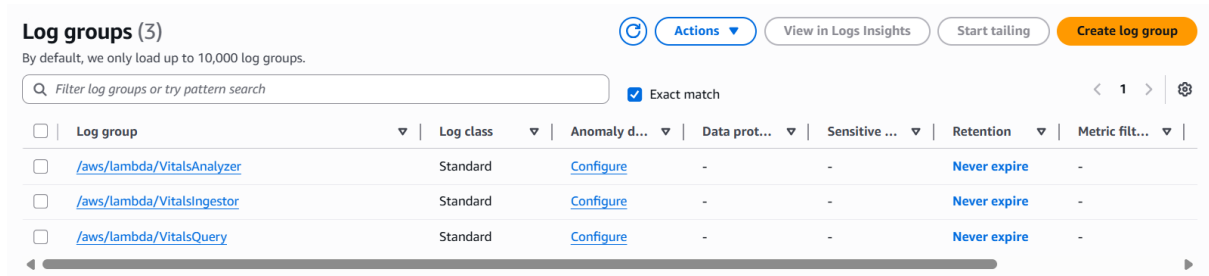 Log groups (3)
Actions
View in Logs Insights
Start tailing
Create log group
By default, we only load up to 10,000 log groups.
Filter log groups or try pattern search
Exact match
1
Log group Log class Anomaly d... Data prot... Sensitive ... Retention Metric filt...
/aws/lambda/VitalsAnalyzer Standard Configure - - Never expire -
/aws/lambda/VitalsIngestor Standard Configure - - Never expire -
/aws/lambda/VitalsQuery Standard Configure - - Never expire -